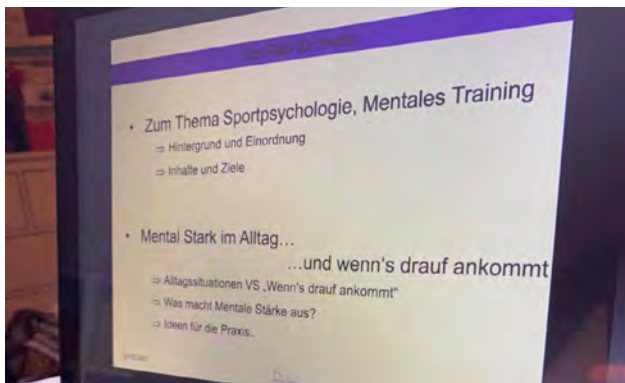 • Zum Thema Sportpsychologie, Mentales Training
⇒ Hintergrund und Einordnung
⇒ Inhalte und Ziele
• Mental Stark im Alltag…
…und wenn's drauf ankommt
⇒ Alltagssituationen VS „Wenn's drauf ankommt"
⇒ Was macht Mentale Stärke aus?
⇒ Ideen für die Praxis..